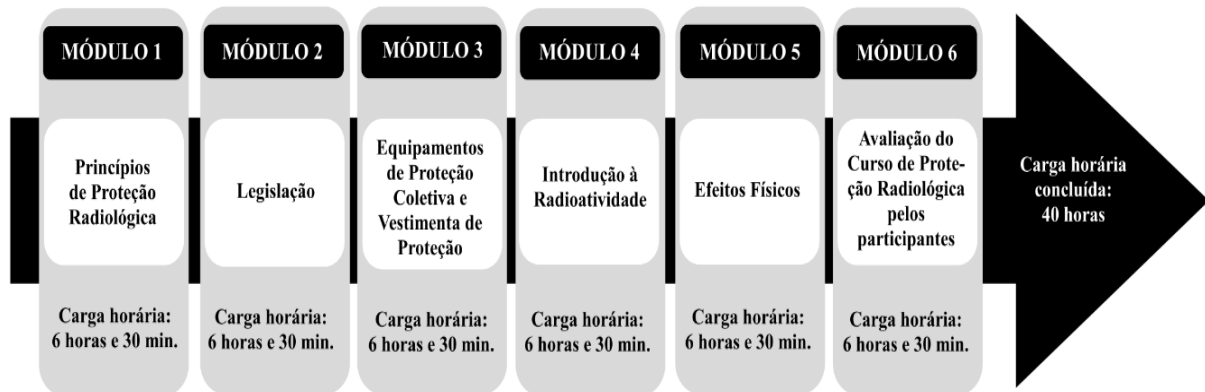 MÓDULO 1
Princípios
de Proteção
Radiológica
Carga horária:
6 horas e 30 min.
MÓDULO 2
Legislação
Carga horária:
6 horas e 30 min.
MÓDULO 3
Equipamentos
de Proteção
Coletiva e
Vestimenta de
Proteção
Carga horária:
6 horas e 30 min.
MÓDULO 4
Introdução à
Radioatividade
Carga horária:
6 horas e 30 min.
MÓDULO 5
Efeitos Físicos
Carga horária:
6 horas e 30 min.
MÓDULO 6
Avaliação do
Curso de Prote-
ção Radiológica
pelos
participantes
Carga horária:
6 horas e 30 min.
Carga horária
concluída:
40 horas